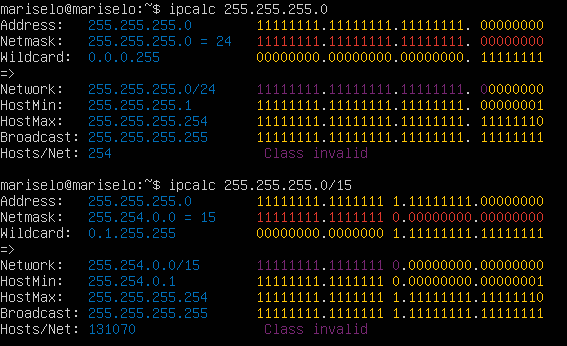 mariselo@mariselo:~$ ipcalc 255.255.255.0
Address:   255.255.255.0         11111111.11111111.11111111. 00000000
Netmask:   255.255.255.0 = 24    11111111.11111111.11111111. 00000000
Wildcard:  0.0.0.255             00000000.00000000.00000000. 11111111
=>
Network:   255.255.255.0/24      11111111.11111111.11111111. 00000000
HostMin:   255.255.255.1         11111111.11111111.11111111. 00000001
HostMax:   255.255.255.254       11111111.11111111.11111111. 11111110
Broadcast: 255.255.255.255       11111111.11111111.11111111. 11111111
Hosts/Net: 254                    Class invalid
mariselo@mariselo:~$ ipcalc 255.255.255.0/15
Address:   255.255.255.0         11111111.1111111 1.11111111.00000000
Netmask:   255.254.0.0 = 15      11111111.1111111 0.00000000.00000000
Wildcard:  0.1.255.255           00000000.0000000 1.11111111.11111111
=>
Network:   255.254.0.0/15        11111111.1111111 0.00000000.00000000
HostMin:   255.254.0.1           11111111.1111111 0.00000000.00000001
HostMax:   255.255.255.254       11111111.1111111 1.11111111.11111110
Broadcast: 255.255.255.255       11111111.1111111 1.11111111.11111111
Hosts/Net: 131070                 Class invalid